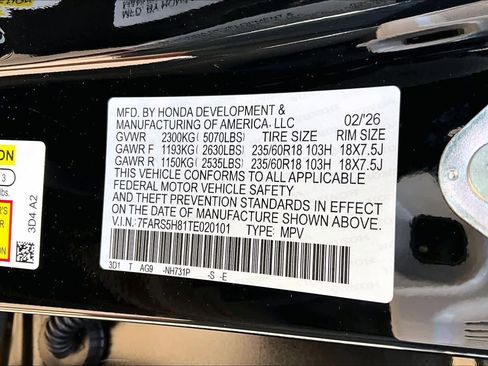 MFD. BY HONDA DEVELOPMENT &
MANUFACTURING OF AMERICA, LLC 02/'26
GVWR 2300KG( 5070LBS) TIRE SIZE RIM SIZE
GAWR F 1193KG( 2630LBS) 235/60R18 103H 18X7.5J
GAWR R 1150KG( 2535LBS) 235/60R18 103H 18X7.5J
THIS VEHICLE CONFORMS TO ALL APPLICABLE
FEDERAL MOTOR VEHICLE SAFETY
AND THEFT PREVENTION STANDARDS IN EFFECT
ON THE DATE OF MANUFACTURE SHOWN ABOVE.
V.I.N.:7FARS5H81TE020101 TYPE: MPV
3D1 T AG9 -NH731P -S -E
3
lbs.
3D4 A2